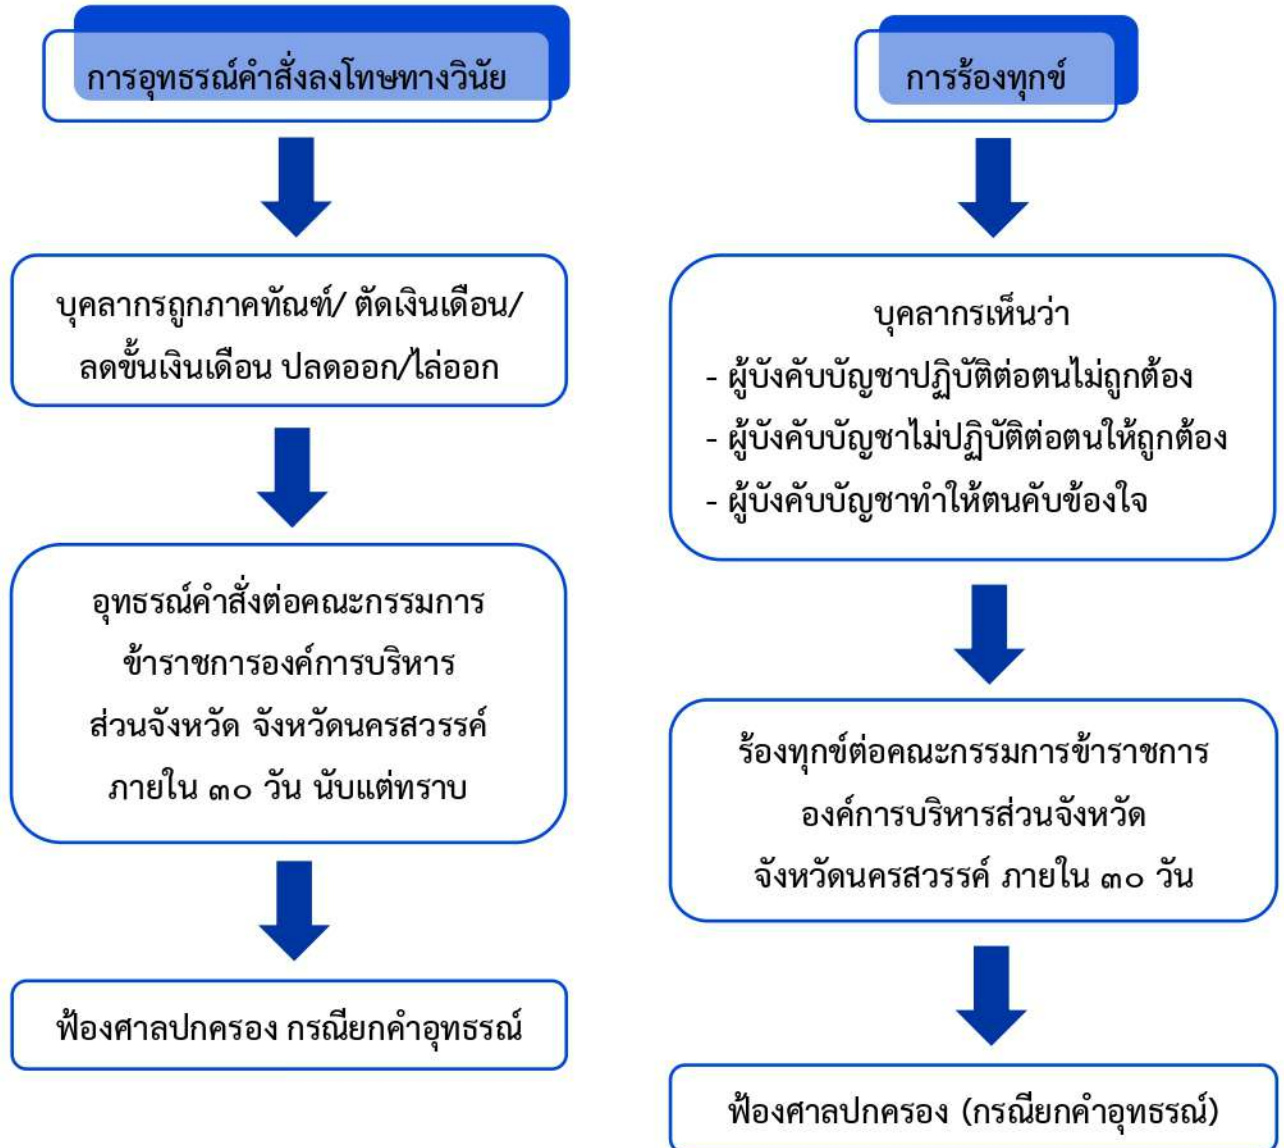 การอุทธรณ์คำสั่งลงโทษทางวินัย
บุคลากรถูกภาคทัณฑ์/ ตัดเงินเดือน/
ลดขั้นเงินเดือน ปลดออก/ไล่ออก
อุทธรณ์คำสั่งต่อคณะกรรมการ
ข้าราชการองค์การบริหาร
ส่วนจังหวัด จังหวัดนครสวรรค์
ภายใน ๓๐ วัน นับแต่ทราบ
ฟ้องศาลปกครอง กรณียกคำอุทธรณ์
การร้องทุกข์
บุคลากรเห็นว่า
- ผู้บังคับบัญชาปฏิบัติต่อตนไม่ถูกต้อง
- ผู้บังคับบัญชาไม่ปฏิบัติต่อตนให้ถูกต้อง
- ผู้บังคับบัญชาทำให้ตนคับข้องใจ
ร้องทุกข์ต่อคณะกรรมการข้าราชการ
องค์การบริหารส่วนจังหวัด
จังหวัดนครสวรรค์ ภายใน ๓๐ วัน
ฟ้องศาลปกครอง (กรณียกคำอุทธรณ์)